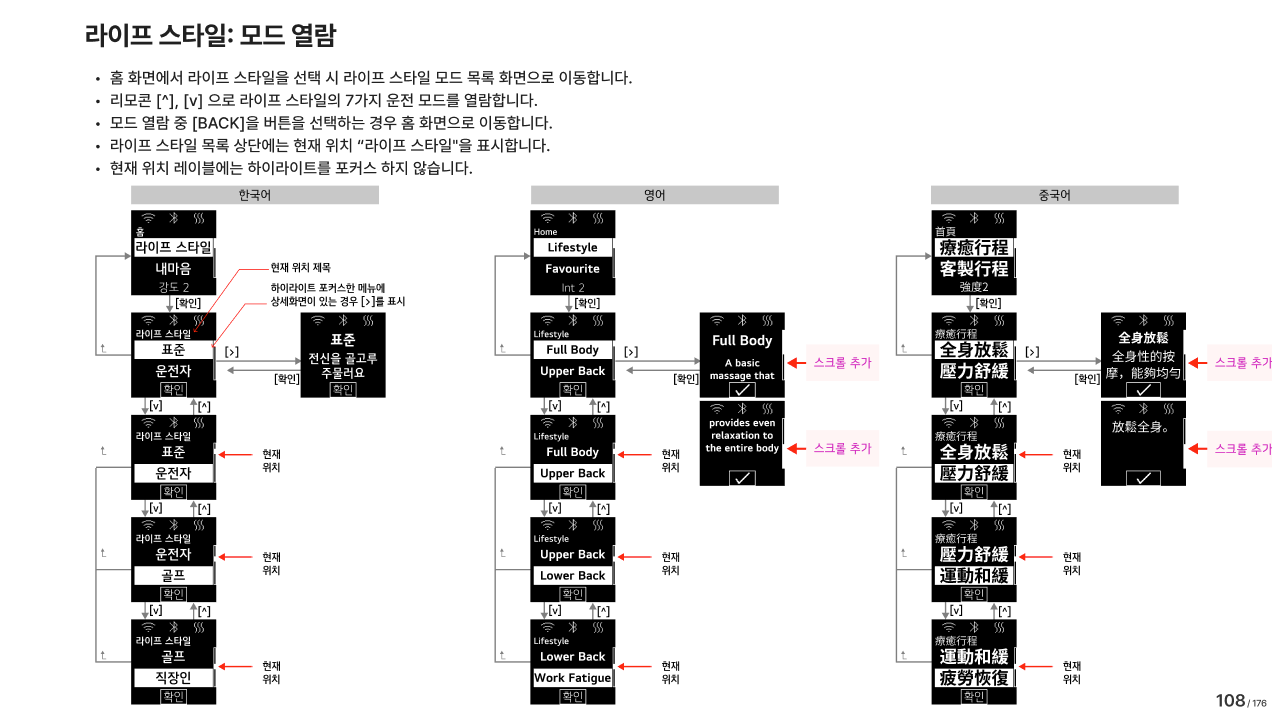 라이프 스타일: 모드 열람
• 홈 화면에서 라이프 스타일을 선택 시 라이프 스타일 모드 목록 화면으로 이동합니다.
• 리모콘 [^], [v] 으로 라이프 스타일의 7가지 운전 모드를 열람합니다.
• 모드 열람 중 [BACK]을 버튼을 선택하는 경우 홈 화면으로 이동합니다.
• 라이프 스타일 목록 상단에는 현재 위치 “라이프 스타일"을 표시합니다.
• 현재 위치 레이블에는 하이라이트를 포커스 하지 않습니다.
한국어
홈
라이프 스타일
내마음
강도 2
[확인]
현재 위치 제목
하이라이트 포커스한 메뉴에
상세화면이 있는 경우 [>]를 표시
라이프 스타일
표준
운전자
확인
[>]
[확인]
표준
전신을 골고루
주물러요
확인
[v]
[^]
라이프 스타일
표준
운전자
확인
현재
위치
[v]
[^]
라이프 스타일
운전자
골프
확인
현재
위치
[v]
[^]
라이프 스타일
골프
직장인
확인
현재
위치
영어
Home
Lifestyle
Favourite
Int 2
[확인]
Lifestyle
Full Body
Upper Back
확인
[>]
[확인]
Full Body
A basic
massage that
스크롤 추가
provides even
relaxation to
the entire body
스크롤 추가
[v]
[^]
Lifestyle
Full Body
Upper Back
확인
현재
위치
[v]
[^]
Lifestyle
Upper Back
Lower Back
확인
현재
위치
[v]
[^]
Lifestyle
Lower Back
Work Fatigue
확인
현재
위치
중국어
首頁
療癒行程
客製行程
強度2
[확인]
療癒行程
全身放鬆
壓力舒緩
확인
[>]
[확인]
全身放鬆
全身性的按
摩，能夠均勻
스크롤 추가
放鬆全身。
스크롤 추가
[v]
[^]
療癒行程
全身放鬆
壓力舒緩
확인
현재
위치
[v]
[^]
療癒行程
壓力舒緩
運動和緩
확인
현재
위치
[v]
[^]
療癒行程
運動和緩
疲勞恢復
확인
현재
위치
108 / 176